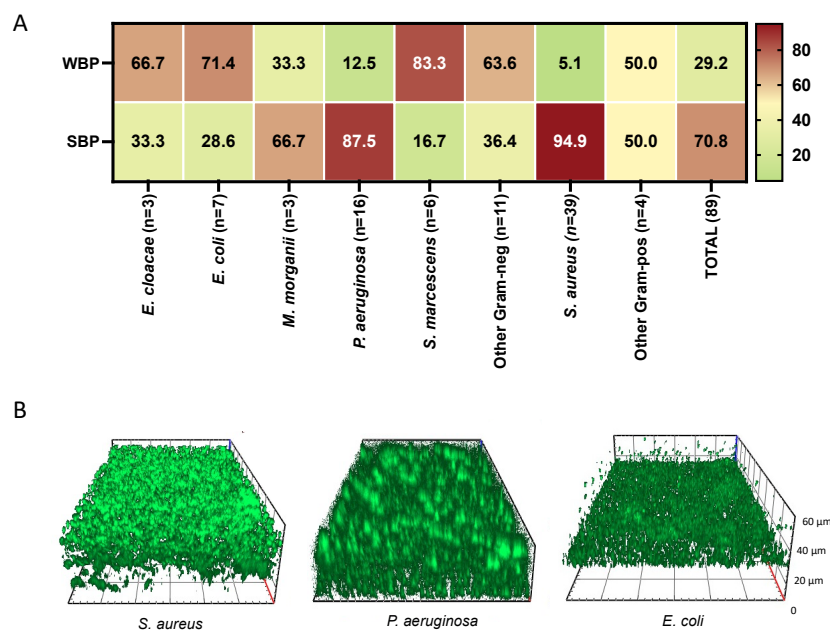 A
WBP 66.7 71.4 33.3 12.5 83.3 63.6 5.1 50.0 29.2
SBP 33.3 28.6 66.7 87.5 16.7 36.4 94.9 50.0 70.8
80
60
40
20
E. cloacae (n=3)
E. coli (n=7)
M. morganii (n=3)
P. aeruginosa (n=16)
S. marcescens (n=6)
Other Gram-neg (n=11)
S. aureus (n=39)
Other Gram-pos (n=4)
TOTAL (89)
B
60 µm
40 µm
20 µm
0
S. aureus
P. aeruginosa
E. coli